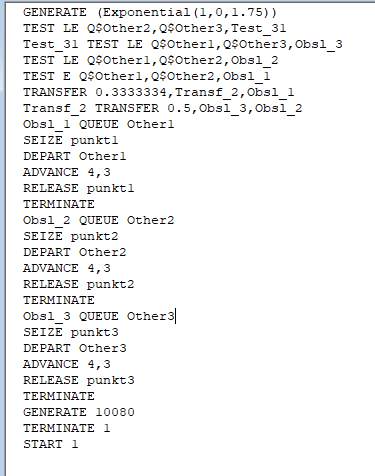 GENERATE (Exponential(1,0,1.75))
TEST LE Q$Other2,Q$Other3,Test_31
Test_31 TEST LE Q$Other1,Q$Other3,Obsl_3
TEST LE Q$Other1,Q$Other2,Obsl_2
TEST E Q$Other1,Q$Other2,Obsl_1
TRANSFER 0.3333334,Transf_2,Obsl_1
Transf_2 TRANSFER 0.5,Obsl_3,Obsl_2
Obsl_1 QUEUE Other1
SEIZE punkt1
DEPART Other1
ADVANCE 4,3
RELEASE punkt1
TERMINATE
Obsl_2 QUEUE Other2
SEIZE punkt2
DEPART Other2
ADVANCE 4,3
RELEASE punkt2
TERMINATE
Obsl_3 QUEUE Other3
SEIZE punkt3
DEPART Other3
ADVANCE 4,3
RELEASE punkt3
TERMINATE
GENERATE 10080
TERMINATE 1
START 1